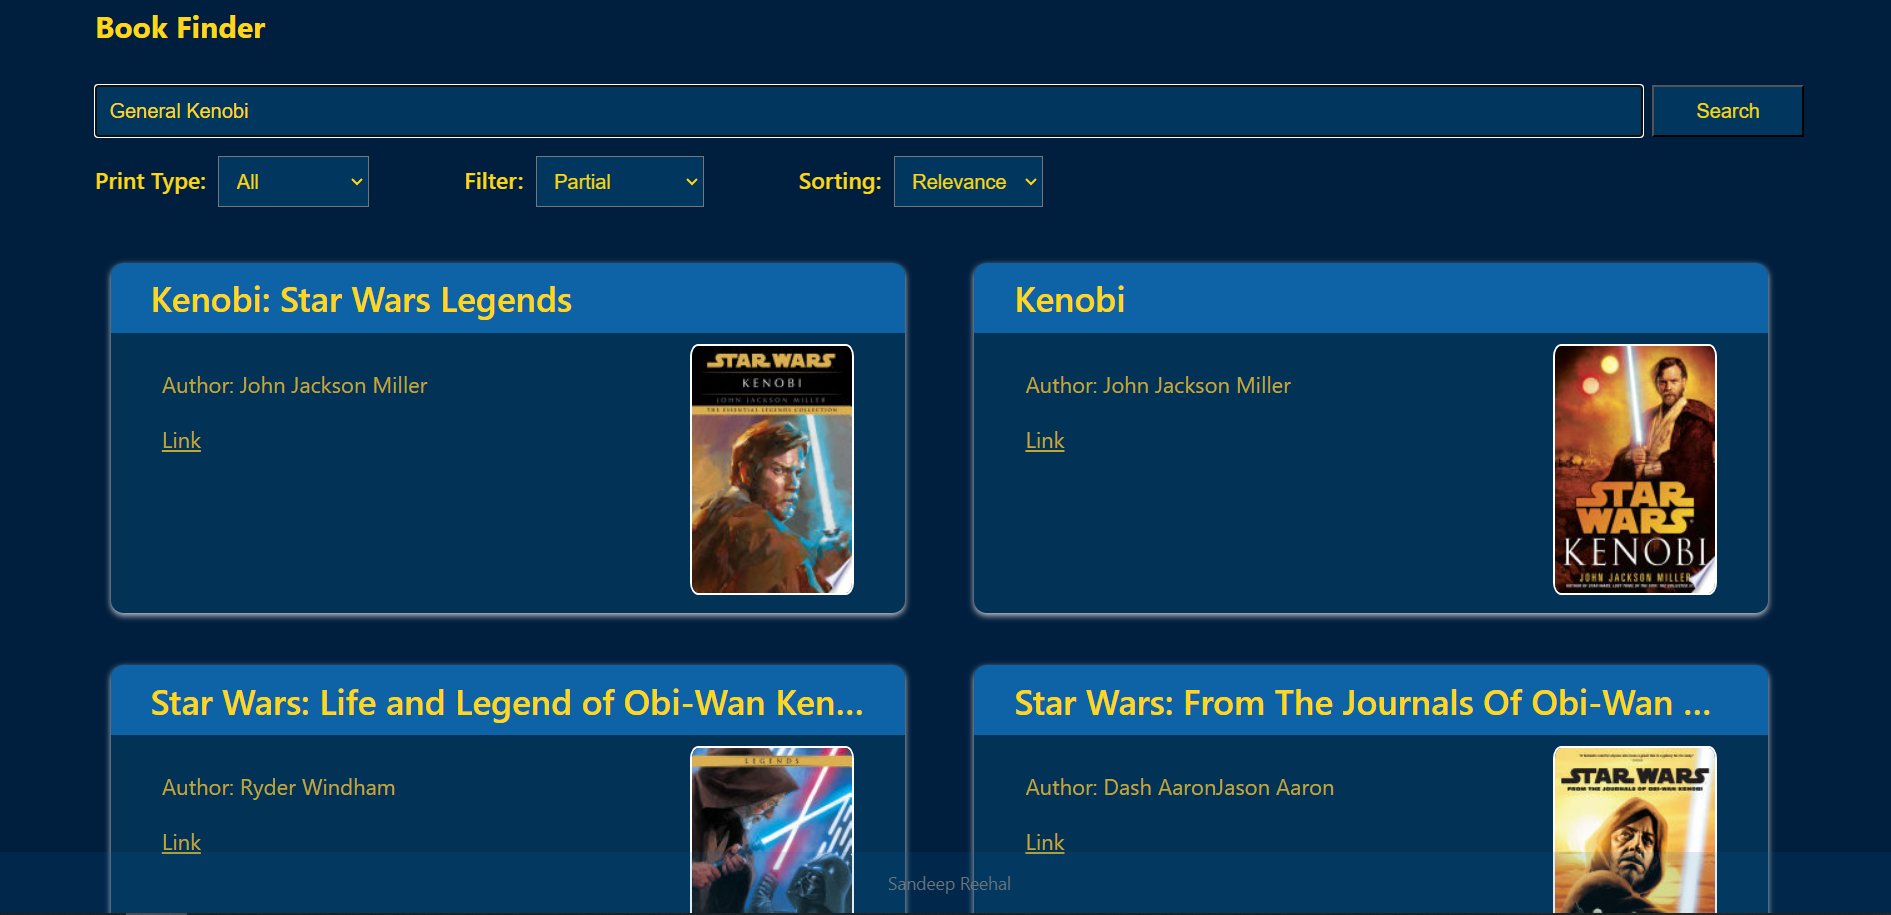 Book Finder
General Kenobi
Search
Print Type: All
Filter: Partial
Sorting: Relevance
Kenobi: Star Wars Legends
Author: John Jackson Miller
Link
STAR WARS
KENOBI
JOHN JACKSON MILLER
THE ESSENTIAL LEGENDS COLLECTION
Kenobi
Author: John Jackson Miller
Link
STAR
WARS
KENOBI
JOHN JACKSON MILLER
Star Wars: Life and Legend of Obi-Wan Ken...
Author: Ryder Windham
Link
LEGENDS
Star Wars: From The Journals Of Obi-Wan ...
Author: Dash AaronJason Aaron
Link
STAR WARS
FROM THE JOURNALS OF OBI-WAN KENOBI
Sandeep Reehal